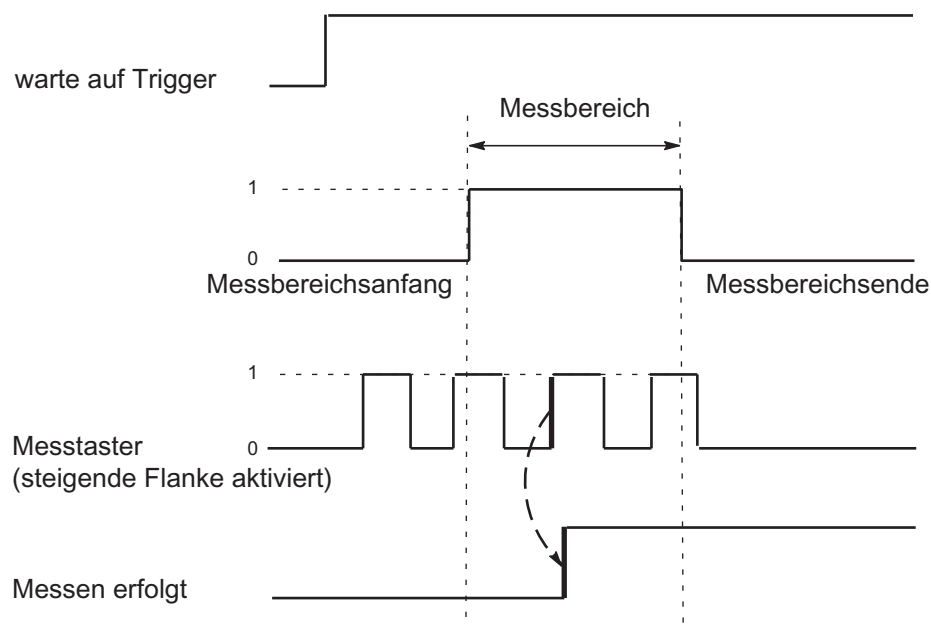 warte auf Trigger
Messbereich
1
0
Messbereichsanfang
Messbereichsende
1
Messtaster
0
(steigende Flanke aktiviert)
Messen erfolgt